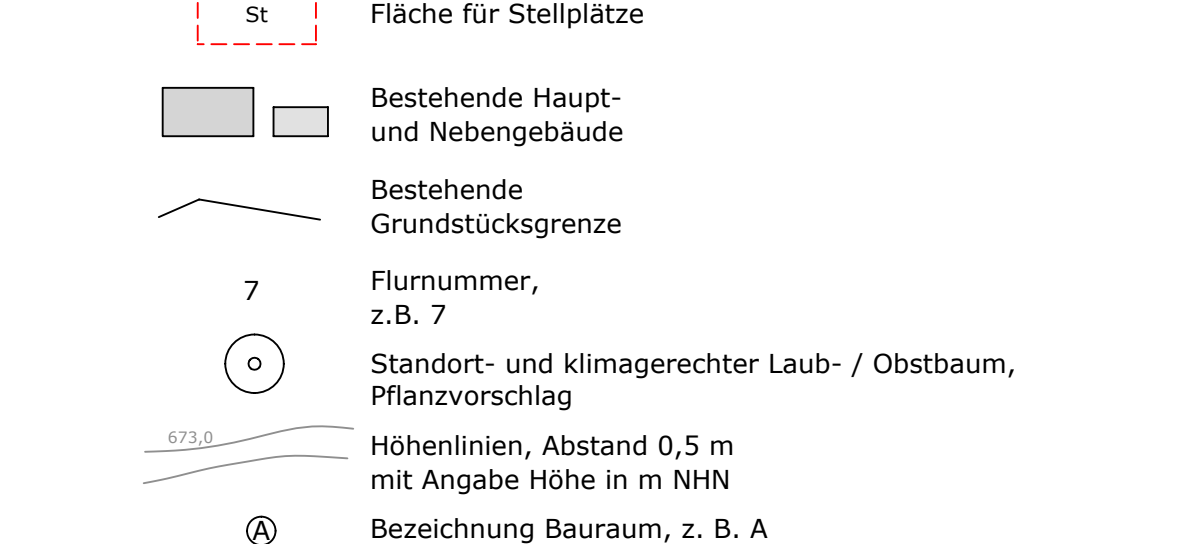 St Fläche für Stellplätze
Bestehende Haupt-
und Nebengebäude
Bestehende
Grundstücksgrenze
7 Flurnummer,
z.B. 7
Standort- und klimagerechter Laub- / Obstbaum,
Pflanzvorschlag
673,0 Höhenlinien, Abstand 0,5 m
mit Angabe Höhe in m NHN
A Bezeichnung Bauraum, z. B. A